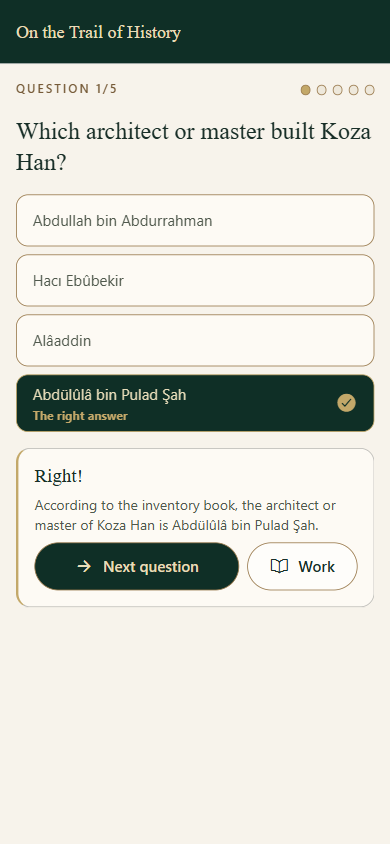 On the Trail of History
QUESTION 1/5
Which architect or master built Koza
Han?
Abdullah bin Abdurrahman
Hacı Ebûbekir
Alâaddin
Abdülûlâ bin Pulad Şah
The right answer
Right!
According to the inventory book, the architect or
master of Koza Han is Abdülûlâ bin Pulad Şah.
Next question
Work